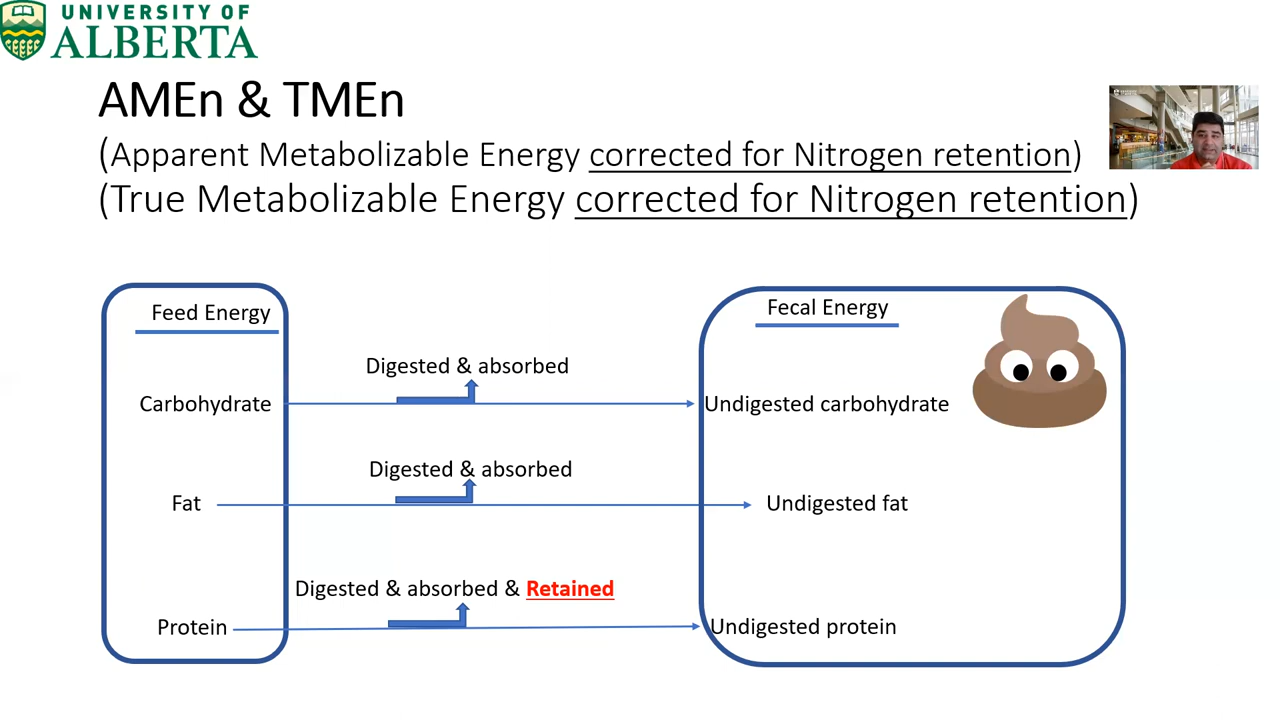 UNIVERSITY OF
ALBERTA
AMEn & TMEn
(Apparent Metabolizable Energy corrected for Nitrogen retention)
(True Metabolizable Energy corrected for Nitrogen retention)
Feed Energy
Fecal Energy
Digested & absorbed
Carbohydrate
Undigested carbohydrate
Digested & absorbed
Fat
Undigested fat
Digested & absorbed & Retained
Protein
Undigested protein